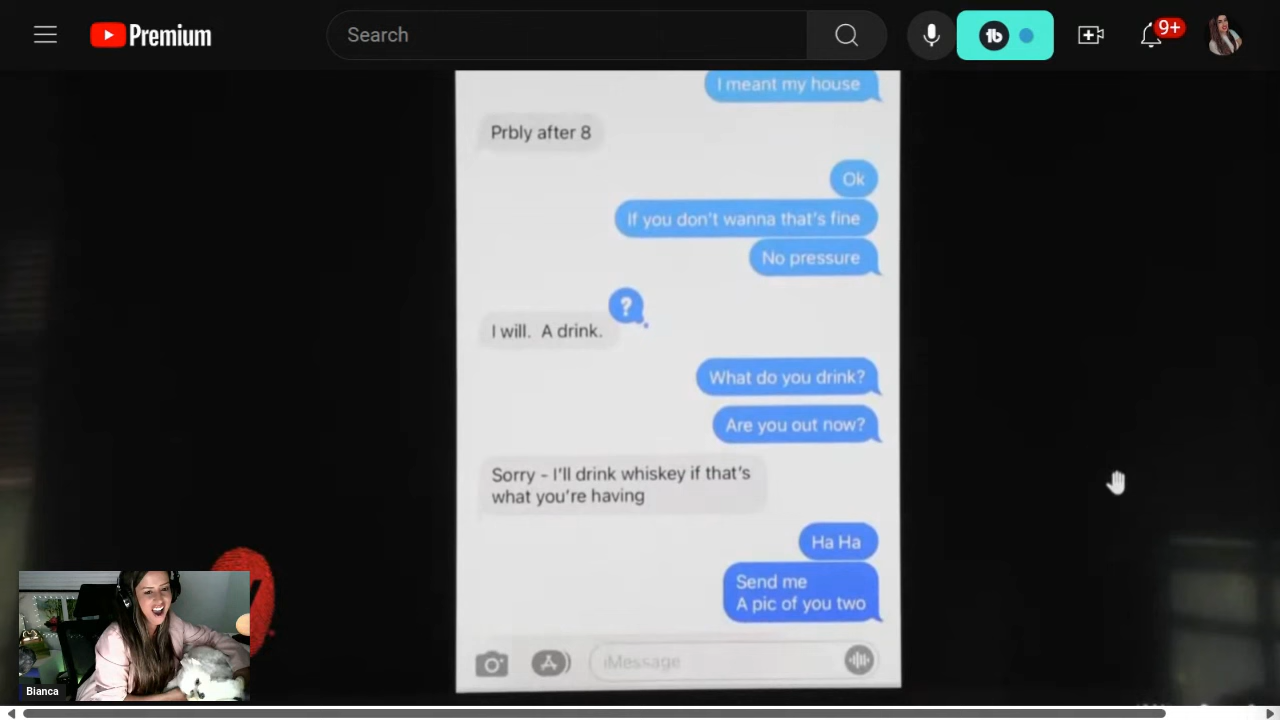 Premium
Search
9+
I meant my house
Prbly after 8
Ok
If you don't wanna that's fine
No pressure
?
I will. A drink.
What do you drink?
Are you out now?
Sorry - I'll drink whiskey if that's
what you're having
Ha Ha
Send me
A pic of you two
iMessage
Bianca